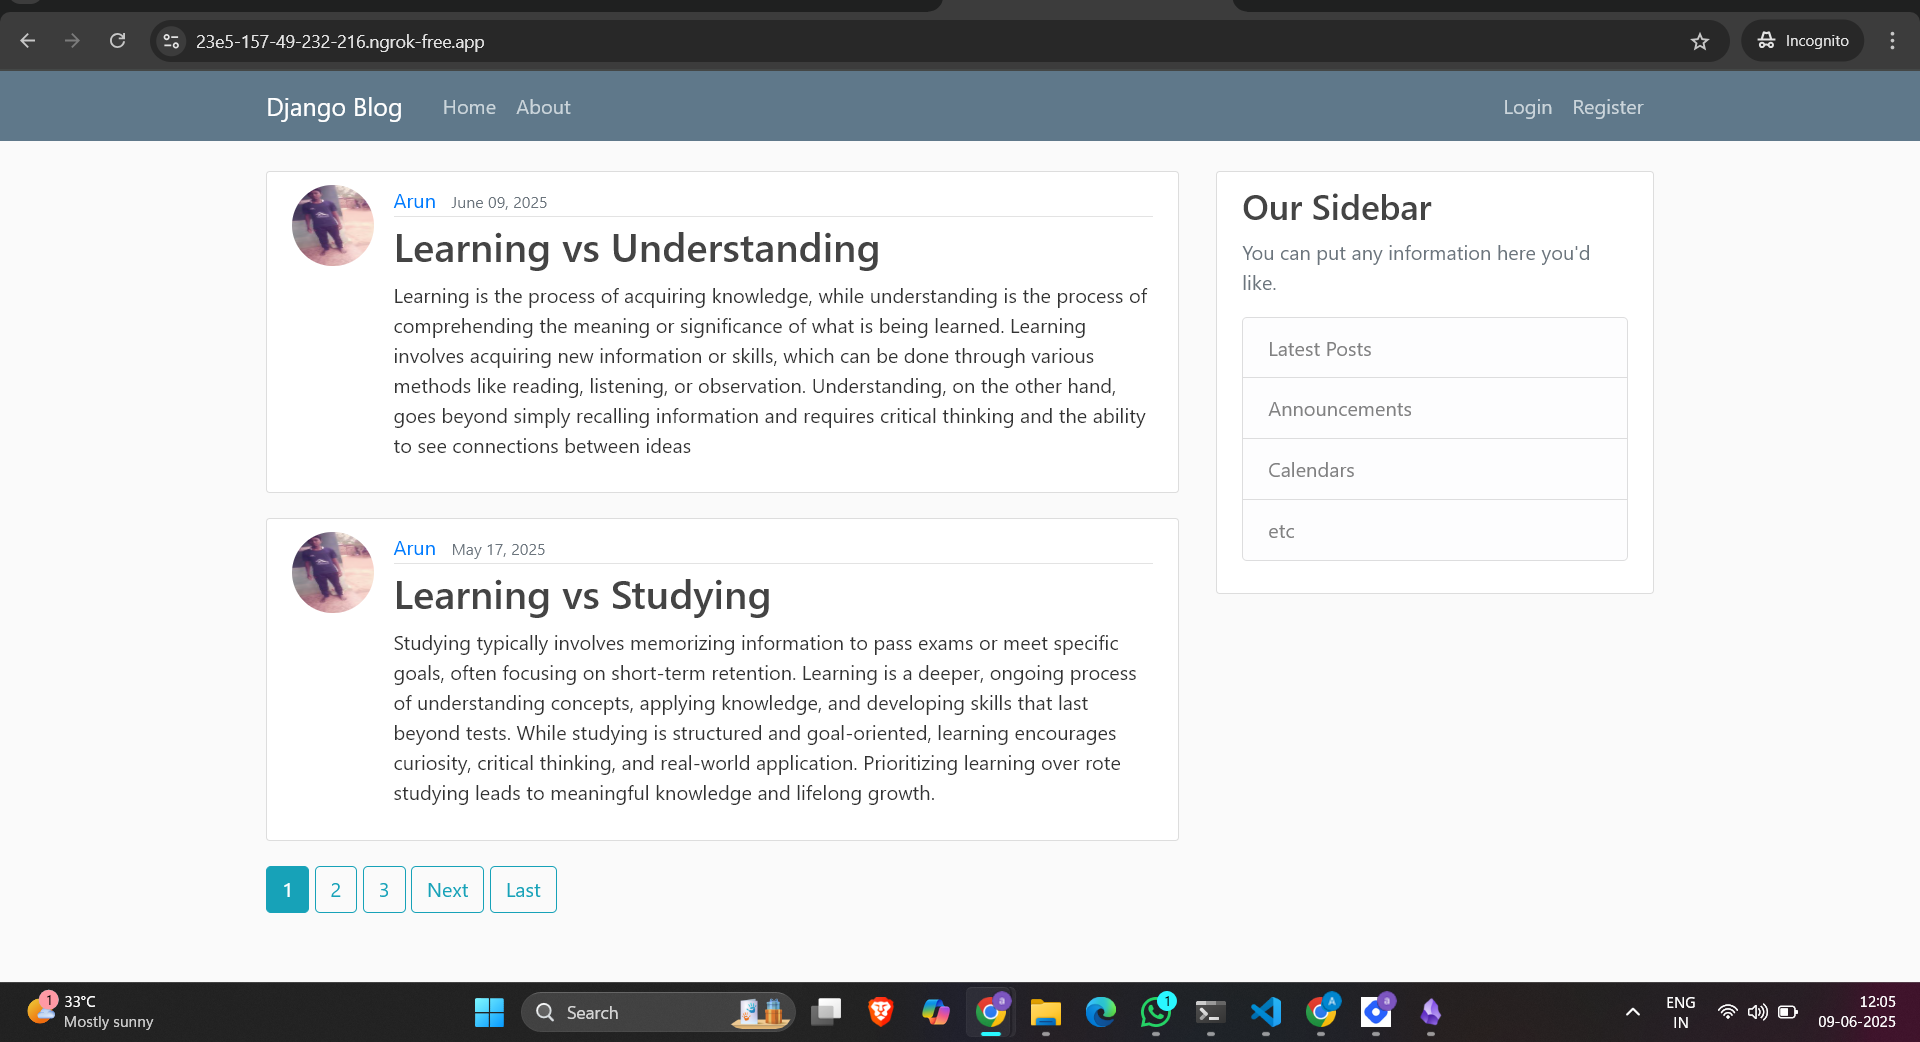 23e5-157-49-232-216.ngrok-free.app
Incognito
Django Blog
Home
About
Login
Register
Arun
June 09, 2025
Learning vs Understanding
Learning is the process of acquiring knowledge, while understanding is the process of
comprehending the meaning or significance of what is being learned. Learning
involves acquiring new information or skills, which can be done through various
methods like reading, listening, or observation. Understanding, on the other hand,
goes beyond simply recalling information and requires critical thinking and the ability
to see connections between ideas
Arun
May 17, 2025
Learning vs Studying
Studying typically involves memorizing information to pass exams or meet specific
goals, often focusing on short-term retention. Learning is a deeper, ongoing process
of understanding concepts, applying knowledge, and developing skills that last
beyond tests. While studying is structured and goal-oriented, learning encourages
curiosity, critical thinking, and real-world application. Prioritizing learning over rote
studying leads to meaningful knowledge and lifelong growth.
1
2
3
Next
Last
Our Sidebar
You can put any information here you'd
like.
Latest Posts
Announcements
Calendars
etc
1
33°C
Mostly sunny
Search
a
1
A
a
ENG
IN
12:05
09-06-2025